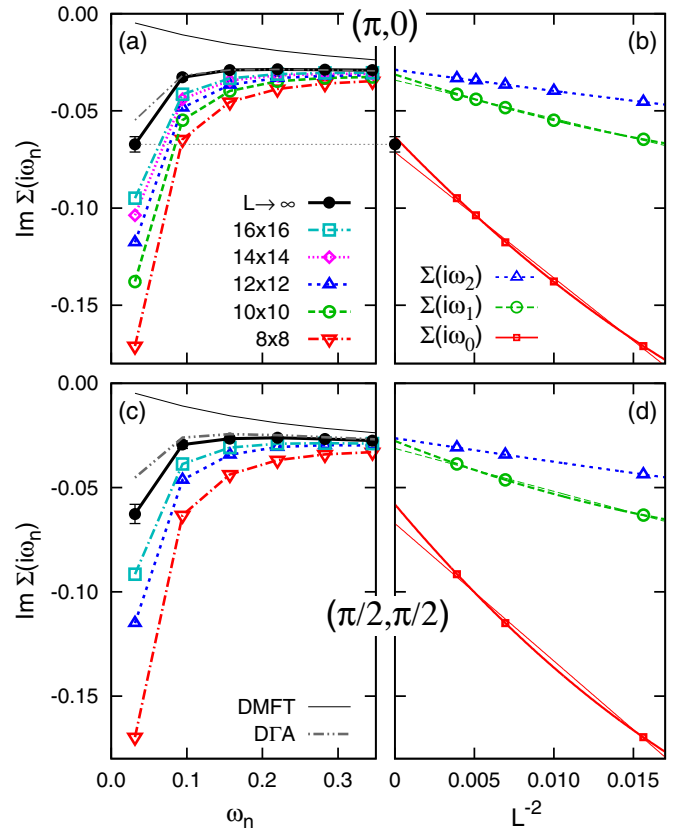 (π,0)
(a)
(b)
0.00
-0.05
-0.10
-0.15
Im Σ(iωn)
L→ ∞
16x16
14x14
12x12
10x10
8x8
Σ(iω2)
Σ(iω1)
Σ(iω0)
(c)
(d)
0.00
-0.05
-0.10
-0.15
Im Σ(iωn)
(π/2,π/2)
DMFT
DΓA
0.0 0.1 0.2 0.3
0 0.005 0.010 0.015
ωn
L-2